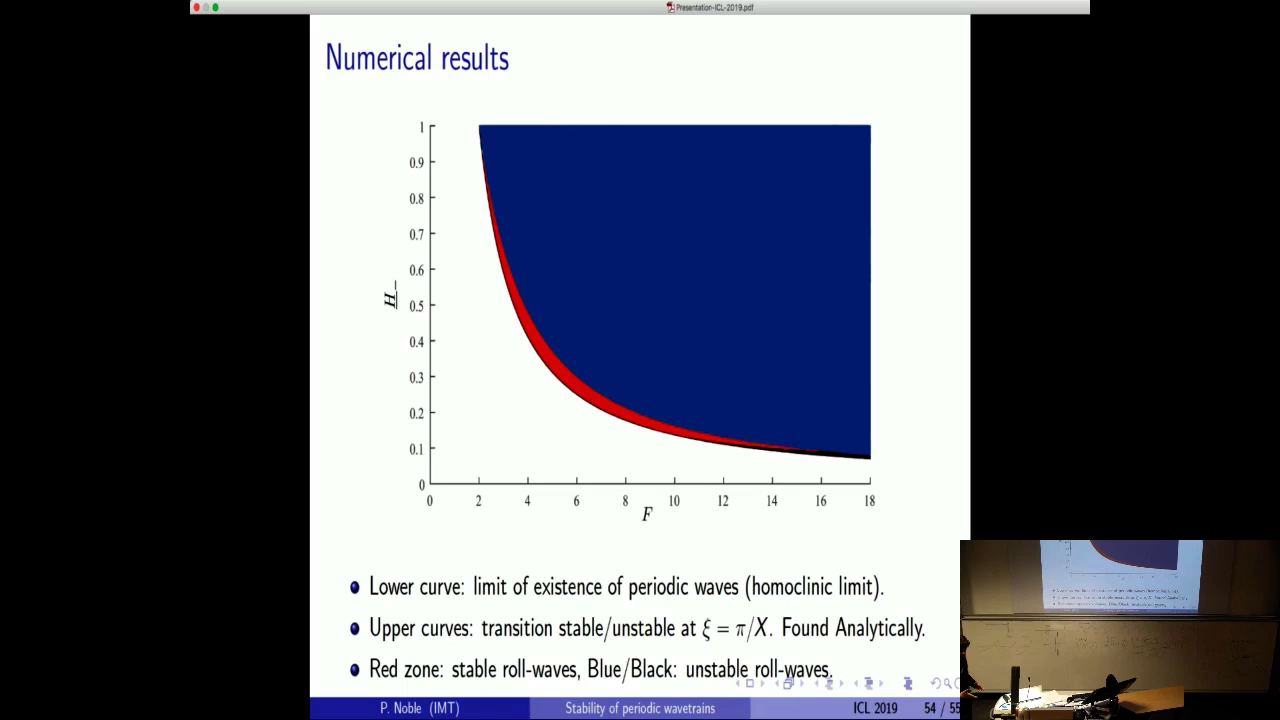 Presentation-ICL-2019.pdf
Numerical results
1
0.9
0.8
0.7
0.6
0.5
0.4
0.3
0.2
0.1
0
H_
0 2 4 6 8 10 12 14 16 18
F
Lower curve: limit of existence of periodic waves (homoclinic limit).
Upper curves: transition stable/unstable at ξ = π/X. Found Analytically.
Red zone: stable roll-waves, Blue/Black: unstable roll-waves.
P. Noble (IMT) Stability of periodic wavetrains ICL 2019 54 / 55